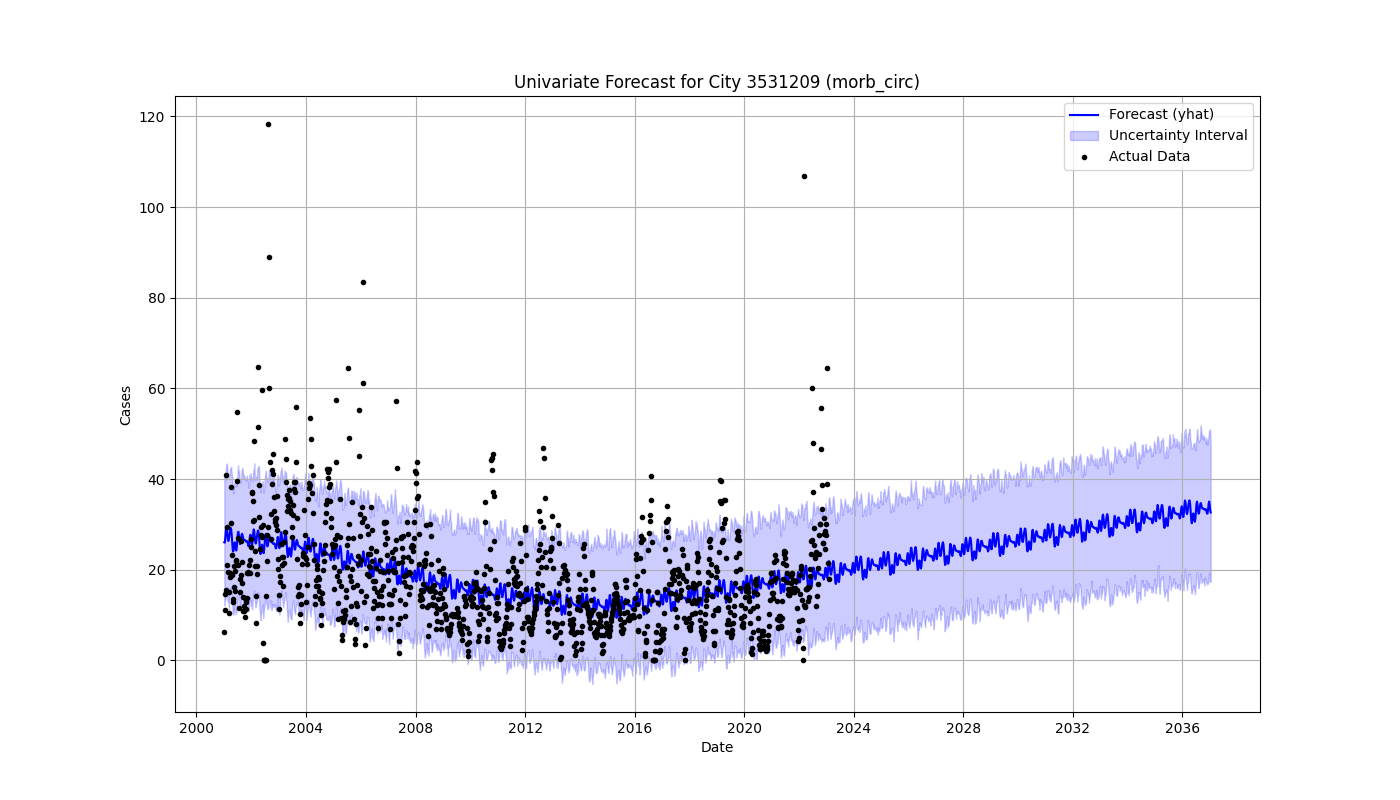 Univariate Forecast for City 3531209 (morb_circ)
Forecast (yhat)
Uncertainty Interval
Actual Data
120
100
80
60
40
20
0
Cases
2000 2004 2008 2012 2016 2020 2024 2028 2032 2036
Date